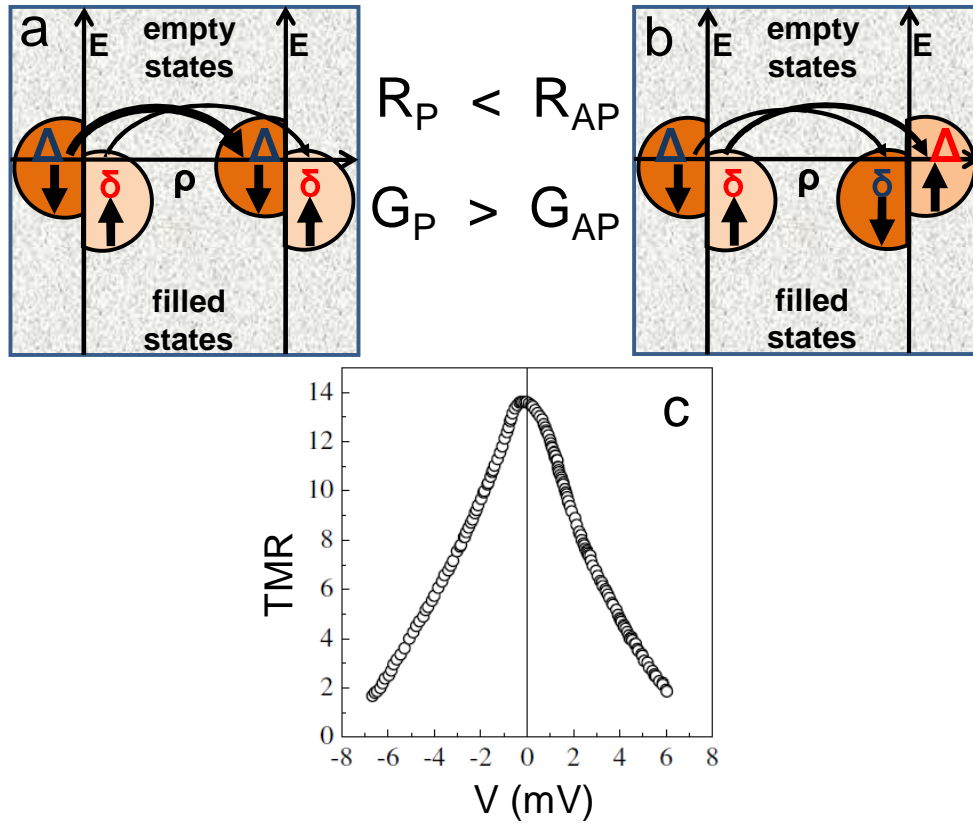 a
E
empty
states
E
Δ
δ
ρ
Δ
δ
filled
states
R_P < R_AP
G_P > G_AP
b
E
empty
states
E
Δ
δ
ρ
δ
Δ
filled
states
c
14
12
10
8
6
4
2
0
-8 -6 -4 -2 0 2 4 6 8
TMR
V (mV)